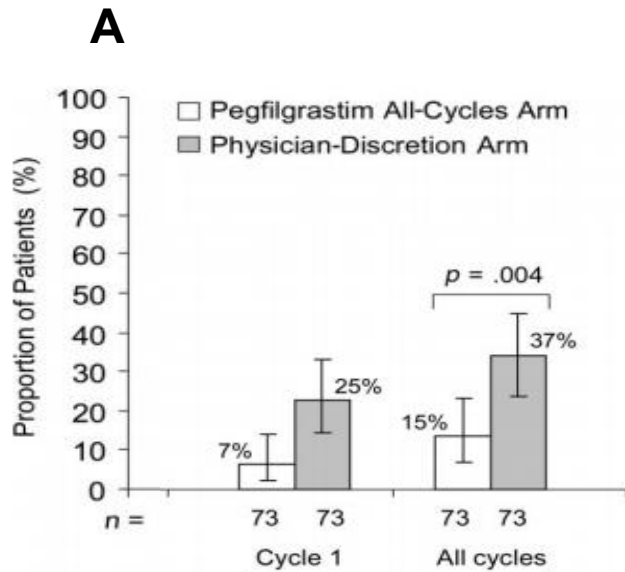 A
Pegfilgrastim All-Cycles Arm
Physician-Discretion Arm
Proportion of Patients (%)
100
90
80
70
60
50
40
30
20
10
0
p = .004
7%
25%
15%
37%
n = 73 73 73 73
Cycle 1 All cycles